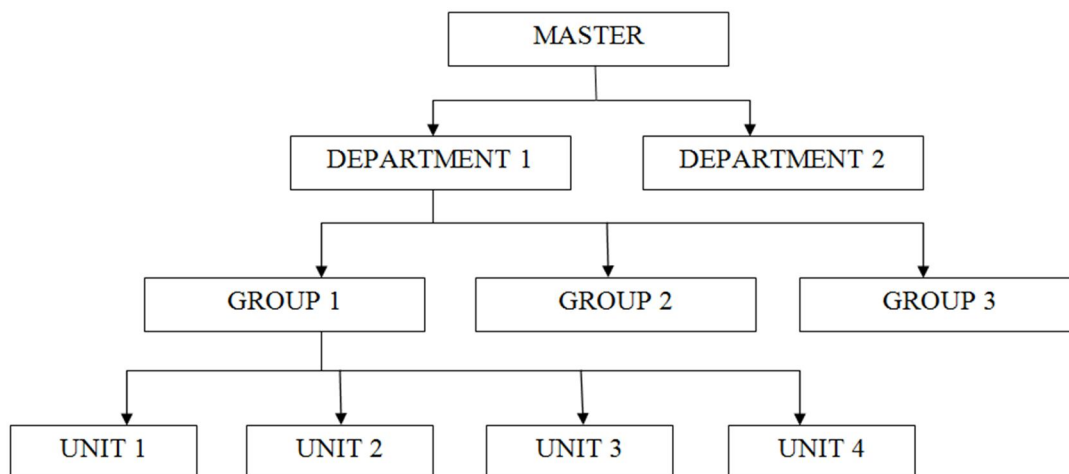 MASTER
DEPARTMENT 1
DEPARTMENT 2
GROUP 1
GROUP 2
GROUP 3
UNIT 1
UNIT 2
UNIT 3
UNIT 4